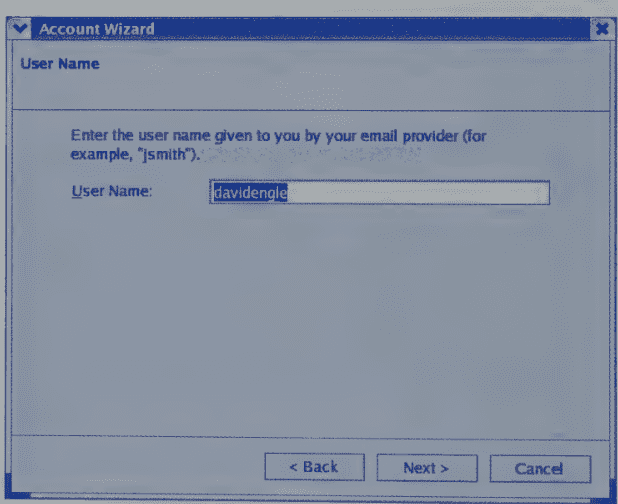 Account Wizard
User Name
Enter the user name given to you by your email provider (for
example, "jsmith").
User Name:
davidengle
< Back
Next >
Cancel